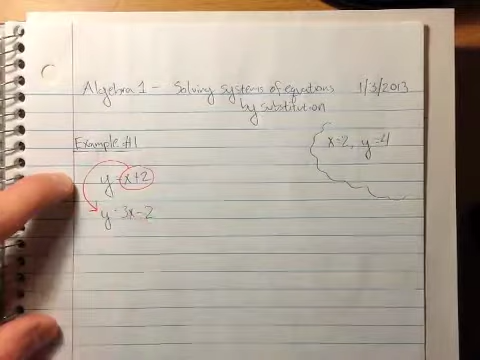 Algebra 1 - Solving systems of equations 1/3/2013
by substitution
Example #1
x=2, y=4
y=x+2
y=3x-2